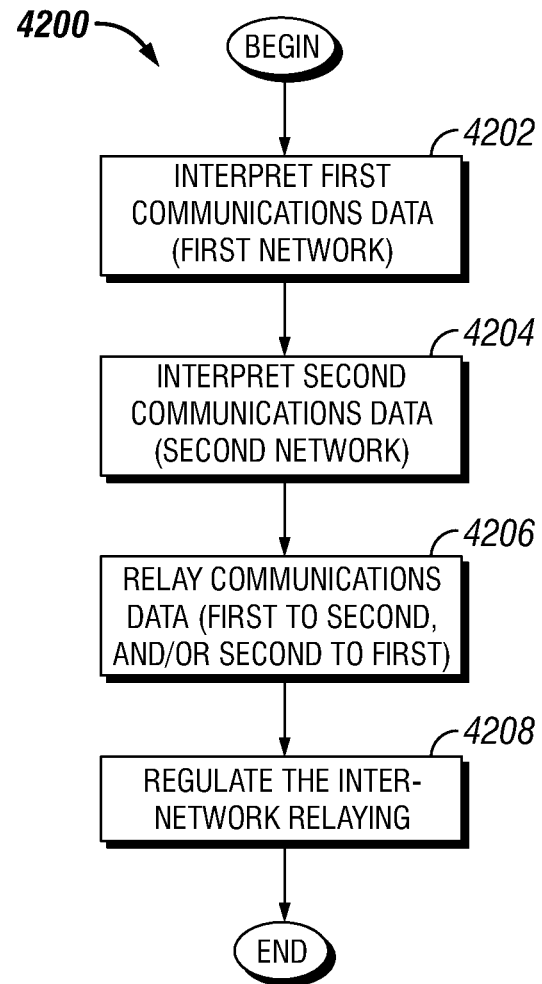 4200
BEGIN
4202
INTERPRET FIRST
COMMUNICATIONS DATA
(FIRST NETWORK)
4204
INTERPRET SECOND
COMMUNICATIONS DATA
(SECOND NETWORK)
4206
RELAY COMMUNICATIONS
DATA (FIRST TO SECOND,
AND/OR SECOND TO FIRST)
4208
REGULATE THE INTER-
NETWORK RELAYING
END